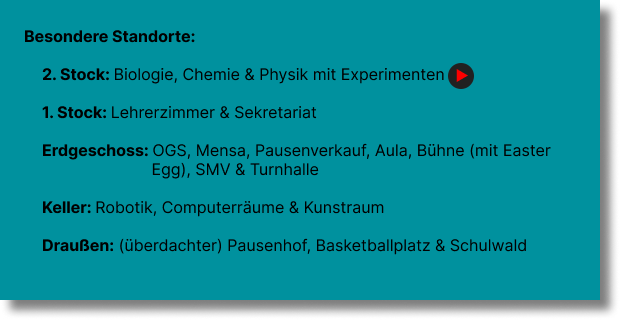 Besondere Standorte:
2. Stock: Biologie, Chemie & Physik mit Experimenten
1. Stock: Lehrerzimmer & Sekretariat
Erdgeschoss: OGS, Mensa, Pausenverkauf, Aula, Bühne (mit Easter
Egg), SMV & Turnhalle
Keller: Robotik, Computerräume & Kunstraum
Draußen: (überdachter) Pausenhof, Basketballplatz & Schulwald